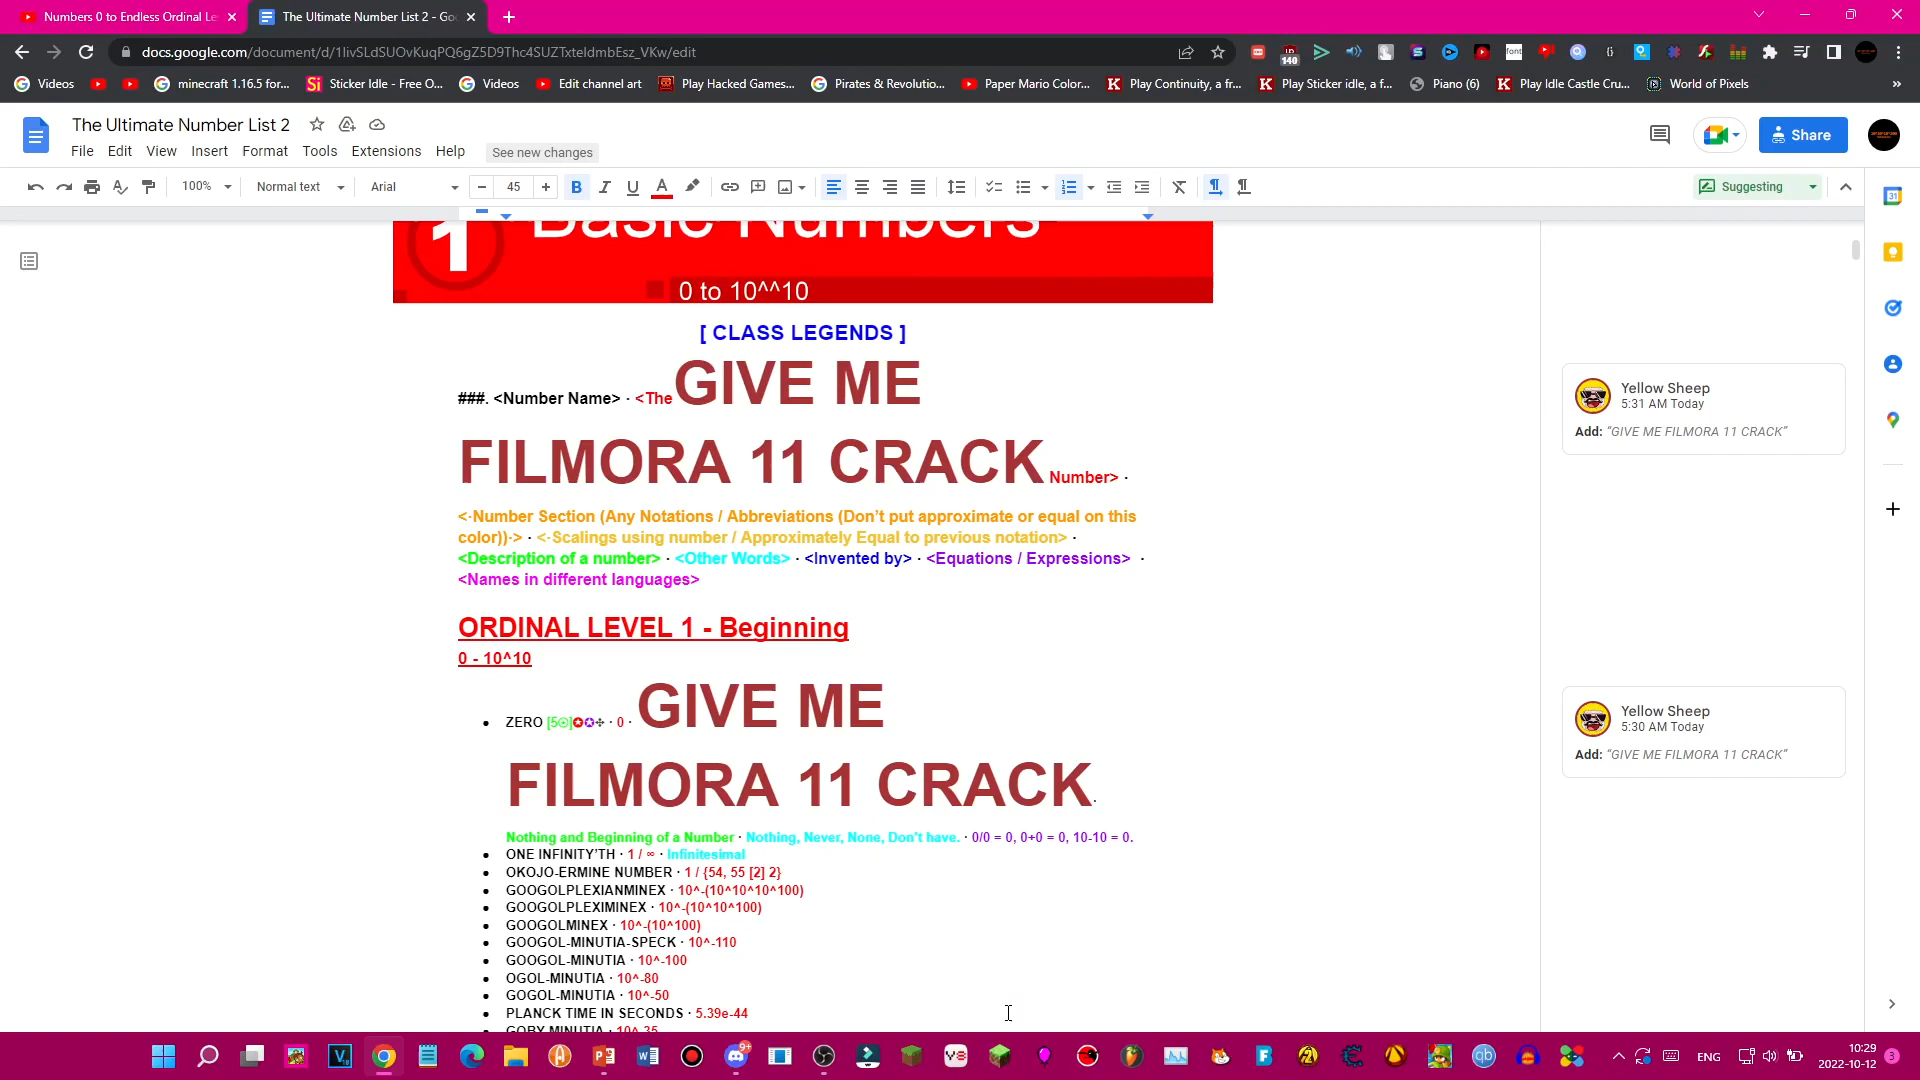 Numbers 0 to Endless Ordinal Le
The Ultimate Number List 2 - Go
docs.google.com/document/d/1IivSLdSUOvKuqPQ6gZ5D9Thc4SUZTxteIdmbEsz_VKw/edit
140
Videos
minecraft 1.16.5 for...
Sticker Idle - Free O...
Videos
Edit channel art
Play Hacked Games...
Pirates & Revolutio...
Paper Mario Color...
Play Continuity, a fr...
Play Sticker idle, a f...
Piano (6)
Play Idle Castle Cru...
World of Pixels
The Ultimate Number List 2
Share
File Edit View Insert Format Tools Extensions Help
See new changes
100%
Normal text
Arial
45
Suggesting
1 Basic Numbers
0 to 10^^10
[ CLASS LEGENDS ]
###. <Number Name> · <The GIVE ME
FILMORA 11 CRACK Number> ·
<·Number Section (Any Notations / Abbreviations (Don't put approximate or equal on this
color))·> · <·Scalings using number / Approximately Equal to previous notation> ·
<Description of a number> · <Other Words> · <Invented by> · <Equations / Expressions> ·
<Names in different languages>
ORDINAL LEVEL 1 - Beginning
0 - 10^10
ZERO [5☉]✪✪✣ · 0 · GIVE ME
FILMORA 11 CRACK·
Nothing and Beginning of a Number · Nothing, Never, None, Don't have. · 0/0 = 0, 0+0 = 0, 10-10 = 0.
ONE INFINITY'TH · 1 / ∞ · Infinitesimal
OKOJO-ERMINE NUMBER · 1 / {54, 55 [2] 2}
GOOGOLPLEXIANMINEX · 10^-(10^10^10^100)
GOOGOLPLEXIMINEX · 10^-(10^10^100)
GOOGOLMINEX · 10^-(10^100)
GOOGOL-MINUTIA-SPECK · 10^-110
GOOGOL-MINUTIA · 10^-100
OGOL-MINUTIA · 10^-80
GOGOL-MINUTIA · 10^-50
PLANCK TIME IN SECONDS · 5.39e-44
GOBY-MINUTIA · 10^-35
Yellow Sheep
5:31 AM Today
Add: "GIVE ME FILMORA 11 CRACK"
Yellow Sheep
5:30 AM Today
Add: "GIVE ME FILMORA 11 CRACK"
9+
ENG
10:29
2022-10-12
3